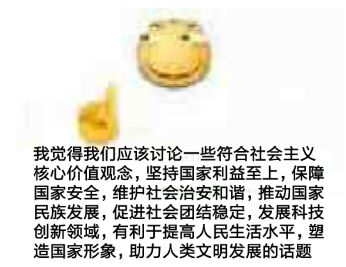 我觉得我们应该讨论一些符合社会主义
核心价值观念，坚持国家利益至上，保障
国家安全，维护社会治安和谐，推动国家
民族发展，促进社会团结稳定，发展科技
创新领域，有利于提高人民生活水平，塑
造国家形象，助力人类文明发展的话题